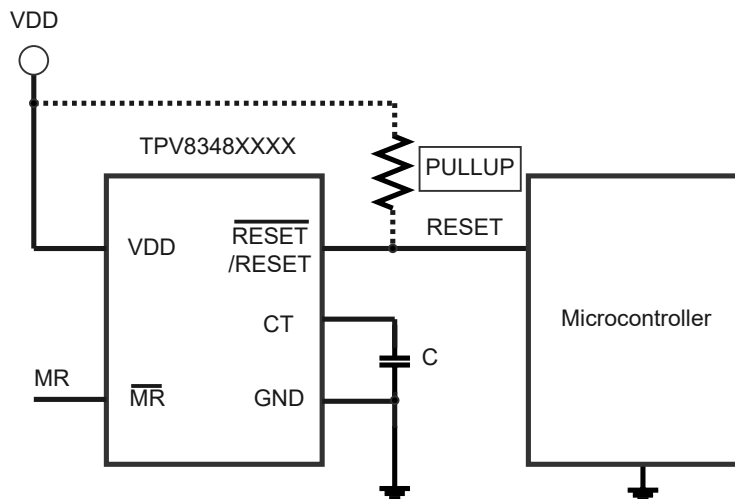 VDD
TPV8348XXXX
PULLUP
VDD
RESET
/RESET
RESET
CT
Microcontroller
C
MR
MR
GND